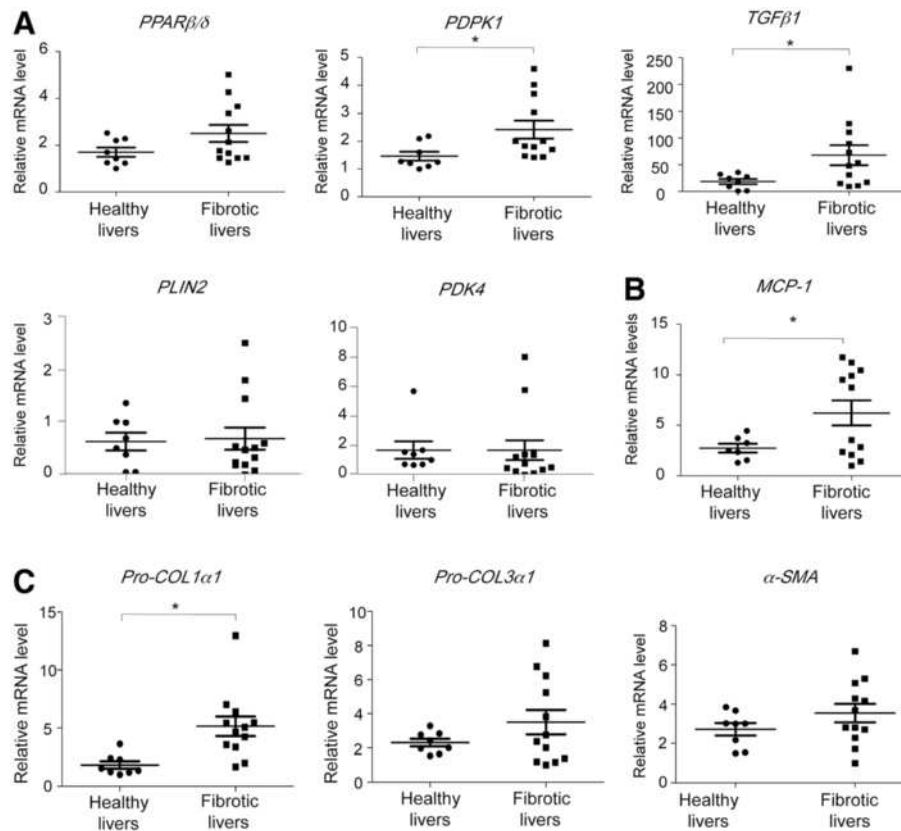 A
PPARβ/δ
Relative mRNA level
6
4
2
0
Healthy livers
Fibrotic livers
PDPK1
*
Relative mRNA level
5
4
3
2
1
0
Healthy livers
Fibrotic livers
TGFβ1
*
Relative mRNA level
250
200
150
100
50
0
Healthy livers
Fibrotic livers
PLIN2
Relative mRNA level
3
2
1
0
Healthy livers
Fibrotic livers
PDK4
Relative mRNA level
10
8
6
4
2
0
Healthy livers
Fibrotic livers
B
MCP-1
*
Relative mRNA levels
15
10
5
0
Healthy livers
Fibrotic livers
C
Pro-COL1α1
*
Relative mRNA level
15
10
5
0
Healthy livers
Fibrotic livers
Pro-COL3α1
Relative mRNA level
10
8
6
4
2
0
Healthy livers
Fibrotic livers
α-SMA
Relative mRNA level
8
6
4
2
0
Healthy livers
Fibrotic livers